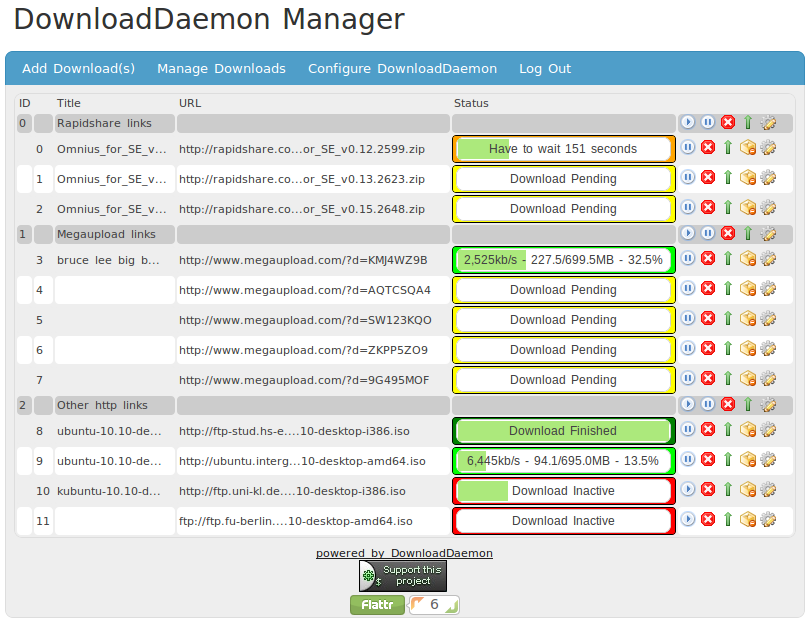 DownloadDaemon Manager
Add Download(s) Manage Downloads Configure DownloadDaemon Log Out
ID Title URL Status
0 Rapidshare links
0 Omnius_for_SE_v... http://rapidshare.co...or_SE_v0.12.2599.zip Have to wait 151 seconds
1 Omnius_for_SE_v... http://rapidshare.co...or_SE_v0.13.2623.zip Download Pending
2 Omnius_for_SE_v... http://rapidshare.co...or_SE_v0.15.2648.zip Download Pending
1 Megaupload links
3 bruce lee big b... http://www.megaupload.com/?d=KMJ4WZ9B 2,525kb/s - 227.5/699.5MB - 32.5%
4 http://www.megaupload.com/?d=AQTCSQA4 Download Pending
5 http://www.megaupload.com/?d=SW123KQO Download Pending
6 http://www.megaupload.com/?d=ZKPP5ZO9 Download Pending
7 http://www.megaupload.com/?d=9G495MOF Download Pending
2 Other http links
8 ubuntu-10.10-de... http://ftp-stud.hs-e....10-desktop-i386.iso Download Finished
9 ubuntu-10.10-de... http://ubuntu.interg...10-desktop-amd64.iso 6,445kb/s - 94.1/695.0MB - 13.5%
10 kubuntu-10.10-d... http://ftp.uni-kl.de....10-desktop-i386.iso Download Inactive
11 ftp://ftp.fu-berlin....10-desktop-amd64.iso Download Inactive
powered by DownloadDaemon
Support this
$ project
Flattr 6